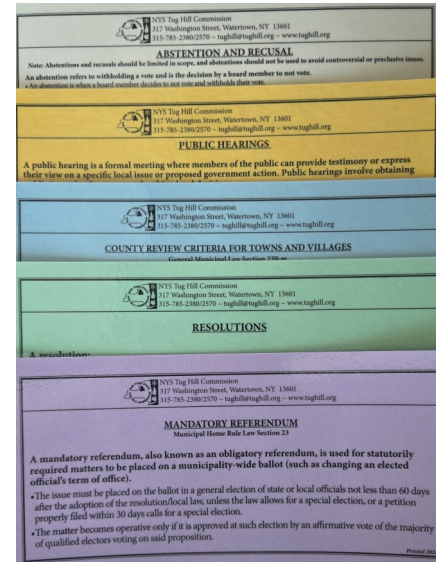 NYS Tug Hill Commission
317 Washington Street, Watertown, NY 13601
315-785-2380/2570 ~ tughill@tughill.org ~ www.tughill.org
ABSTENTION AND RECUSAL
Note: Abstentions and recusals should be limited in scope, and abstentions should not be used to avoid controversial or preclusive issues.
An abstention refers to withholding a vote and is the decision by a board member to not vote.
• An abstention is when a board member decides to not vote and withholds their vote.
NYS Tug Hill Commission
317 Washington Street, Watertown, NY 13601
315-785-2380/2570 ~ tughill@tughill.org ~ www.tughill.org
PUBLIC HEARINGS
A public hearing is a formal meeting where members of the public can provide testimony or express
their view on a specific local issue or proposed government action. Public hearings involve obtaining
NYS Tug Hill Commission
317 Washington Street, Watertown, NY 13601
315-785-2380/2570 ~ tughill@tughill.org ~ www.tughill.org
COUNTY REVIEW CRITERIA FOR TOWNS AND VILLAGES
General Municipal Law Section 239-m
NYS Tug Hill Commission
317 Washington Street, Watertown, NY 13601
315-785-2380/2570 ~ tughill@tughill.org ~ www.tughill.org
RESOLUTIONS
A resolution:
NYS Tug Hill Commission
317 Washington Street, Watertown, NY 13601
315-785-2380/2570 ~ tughill@tughill.org ~ www.tughill.org
MANDATORY REFERENDUM
Municipal Home Rule Law Section 23
A mandatory referendum, also known as an obligatory referendum, is used for statutorily
required matters to be placed on a municipality-wide ballot (such as changing an elected
official's term of office).
• The issue must be placed on the ballot in a general election of state or local officials not less than 60 days
after the adoption of the resolution/local law, unless the law allows for a special election, or a petition
properly filed within 30 days calls for a special election.
• The matter becomes operative only if it is approved at such election by an affirmative vote of the majority
of qualified electors voting on said proposition.
Printed